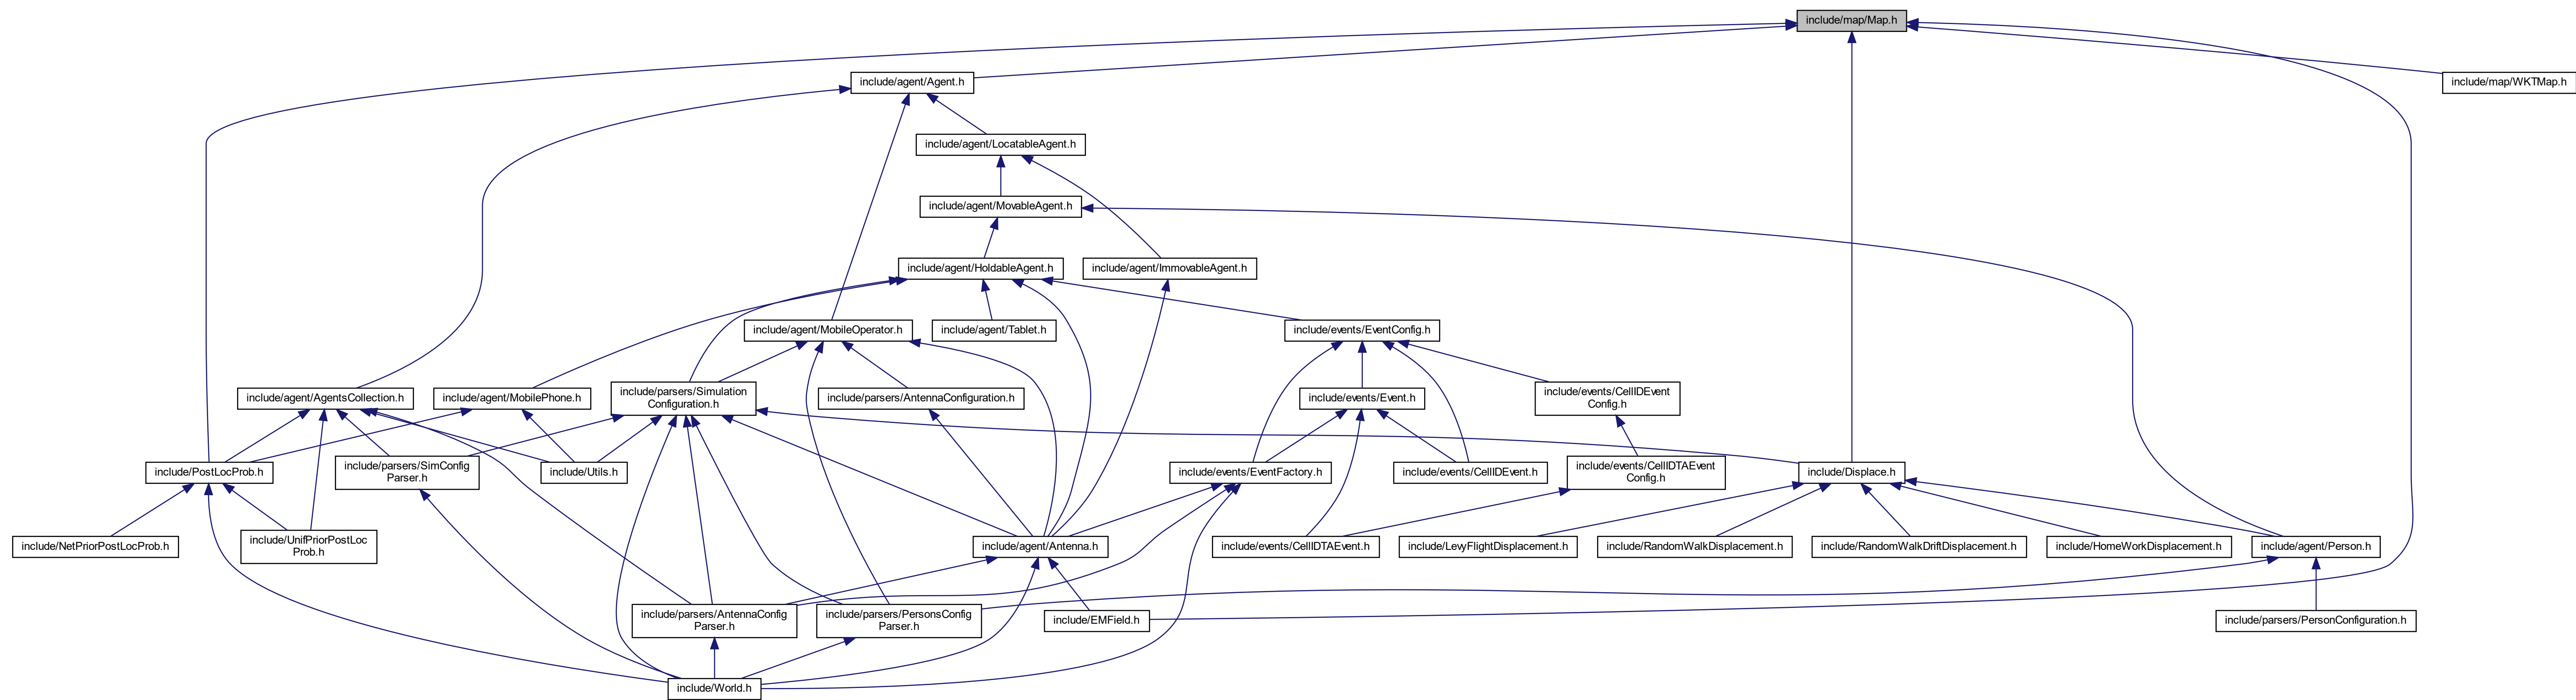 include/map/Map.h
include/agent/Agent.h
include/map/WKTMap.h
include/agent/LocatableAgent.h
include/agent/MovableAgent.h
include/agent/HoldableAgent.h
include/agent/ImmovableAgent.h
include/agent/MobileOperator.h
include/agent/Tablet.h
include/events/EventConfig.h
include/agent/AgentsCollection.h
include/agent/MobilePhone.h
include/parsers/Simulation
Configuration.h
include/parsers/AntennaConfiguration.h
include/events/Event.h
include/events/CellIDEvent
Config.h
include/PostLocProb.h
include/parsers/SimConfig
Parser.h
include/Utils.h
include/events/EventFactory.h
include/events/CellIDEvent.h
include/events/CellIDTAEvent
Config.h
include/Displace.h
include/NetPriorPostLocProb.h
include/UnifPriorPostLoc
Prob.h
include/agent/Antenna.h
include/events/CellIDTAEvent.h
include/LevyFlightDisplacement.h
include/RandomWalkDisplacement.h
include/RandomWalkDriftDisplacement.h
include/HomeWorkDisplacement.h
include/agent/Person.h
include/parsers/AntennaConfig
Parser.h
include/parsers/PersonsConfig
Parser.h
include/EMField.h
include/parsers/PersonConfiguration.h
include/World.h